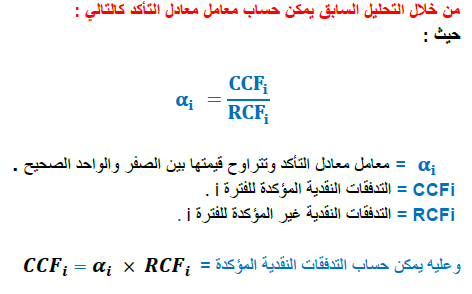 من خلال التحليل السابق يمكن حساب معامل معادل التأكد كالتالي :
حيث :
αi = CCFi / RCFi
αi = معامل معادل التأكد وتتراوح قيمتها بين الصفر والواحد الصحيح .
CCFi = التدفقات النقدية المؤكدة للفترة i .
RCFi = التدفقات النقدية غير المؤكدة للفترة i .
وعليه يمكن حساب التدفقات النقدية المؤكدة = CCFi = αi × RCFi